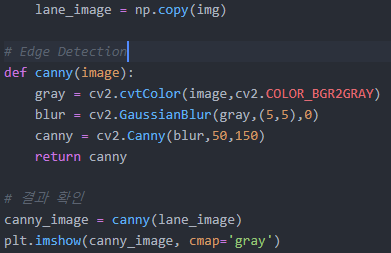 lane_image = np.copy(img)
# Edge Detection
def canny(image):
    gray = cv2.cvtColor(image,cv2.COLOR_BGR2GRAY)
    blur = cv2.GaussianBlur(gray,(5,5),0)
    canny = cv2.Canny(blur,50,150)
    return canny
# 결과 확인
canny_image = canny(lane_image)
plt.imshow(canny_image, cmap='gray')